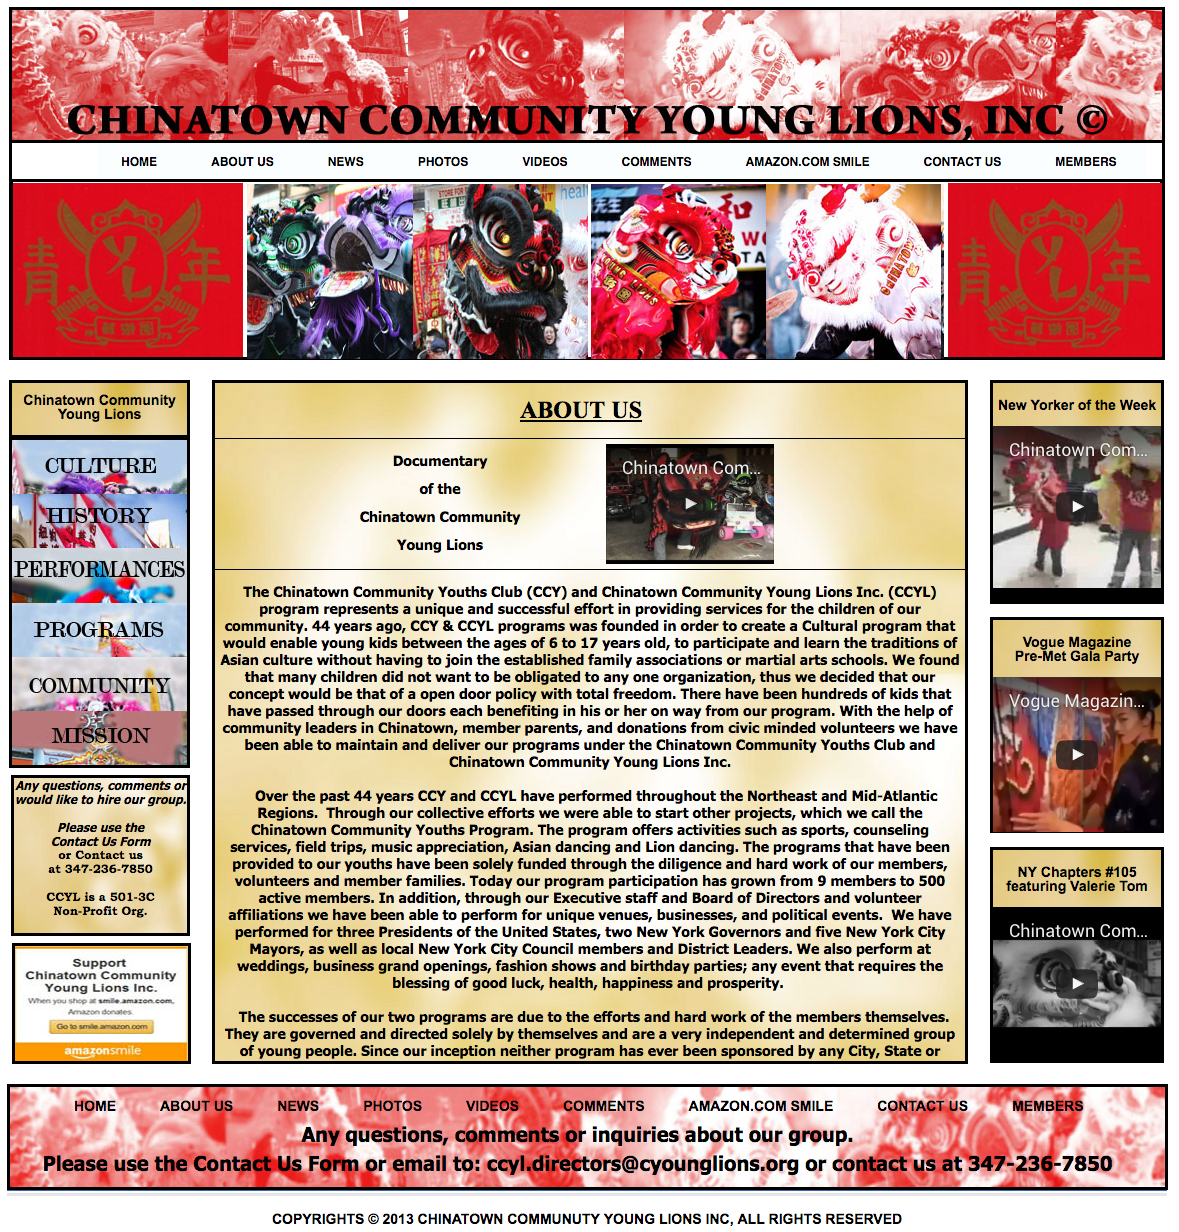 CHINATOWN COMMUNITY YOUNG LIONS, INC ©
HOME ABOUT US NEWS PHOTOS VIDEOS COMMENTS AMAZON.COM SMILE CONTACT US MEMBERS
青 YL 年
青 YL 年
Chinatown Community
Young Lions
CULTURE
HISTORY
PERFORMANCES
PROGRAMS
COMMUNITY
MISSION
Any questions, comments or
would like to hire our group.
Please use the
Contact Us Form
or Contact us
at 347-236-7850
CCYL is a 501-3C
Non-Profit Org.
Support
Chinatown Community
Young Lions Inc.
When you shop at smile.amazon.com,
Amazon donates.
Go to smile.amazon.com
amazonsmile
ABOUT US
Documentary
of the
Chinatown Community
Young Lions
Chinatown Com...
The Chinatown Community Youths Club (CCY) and Chinatown Community Young Lions Inc. (CCYL)
program represents a unique and successful effort in providing services for the children of our
community. 44 years ago, CCY & CCYL programs was founded in order to create a Cultural program that
would enable young kids between the ages of 6 to 17 years old, to participate and learn the traditions of
Asian culture without having to join the established family associations or martial arts schools. We found
that many children did not want to be obligated to any one organization, thus we decided that our
concept would be that of a open door policy with total freedom. There have been hundreds of kids that
have passed through our doors each benefiting in his or her on way from our program. With the help of
community leaders in Chinatown, member parents, and donations from civic minded volunteers we have
been able to maintain and deliver our programs under the Chinatown Community Youths Club and
Chinatown Community Young Lions Inc.
Over the past 44 years CCY and CCYL have performed throughout the Northeast and Mid-Atlantic
Regions. Through our collective efforts we were able to start other projects, which we call the
Chinatown Community Youths Program. The program offers activities such as sports, counseling
services, field trips, music appreciation, Asian dancing and Lion dancing. The programs that have been
provided to our youths have been solely funded through the diligence and hard work of our members,
volunteers and member families. Today our program participation has grown from 9 members to 500
active members. In addition, through our Executive staff and Board of Directors and volunteer
affiliations we have been able to perform for unique venues, businesses, and political events. We have
performed for three Presidents of the United States, two New York Governors and five New York City
Mayors, as well as local New York City Council members and District Leaders. We also perform at
weddings, business grand openings, fashion shows and birthday parties; any event that requires the
blessing of good luck, health, happiness and prosperity.
The successes of our two programs are due to the efforts and hard work of the members themselves.
They are governed and directed solely by themselves and are a very independent and determined group
of young people. Since our inception neither program has ever been sponsored by any City, State or
New Yorker of the Week
Chinatown Com...
Vogue Magazine
Pre-Met Gala Party
Vogue Magazin...
NY Chapters #105
featuring Valerie Tom
Chinatown Com...
HOME ABOUT US NEWS PHOTOS VIDEOS COMMENTS AMAZON.COM SMILE CONTACT US MEMBERS
Any questions, comments or inquiries about our group.
Please use the Contact Us Form or email to: ccyl.directors@cyounglions.org or contact us at 347-236-7850
COPYRIGHTS © 2013 CHINATOWN COMMUNUTY YOUNG LIONS INC, ALL RIGHTS RESERVED